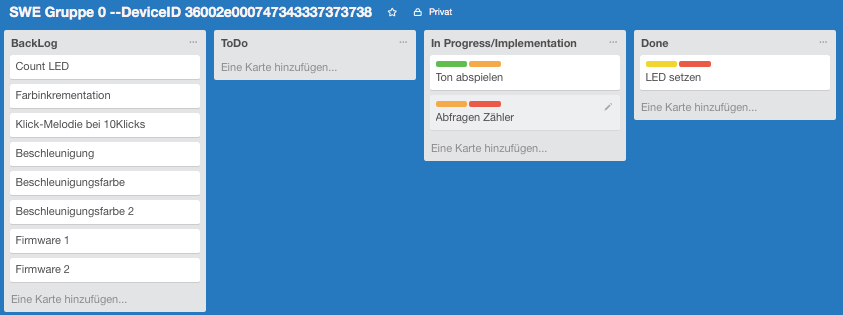 SWE Gruppe 0 --DeviceID 36002e000747343337373738
Privat
BackLog
Count LED
Farbinkrementation
Klick-Melodie bei 10Klicks
Beschleunigung
Beschleunigungsfarbe
Beschleunigungsfarbe 2
Firmware 1
Firmware 2
Eine Karte hinzufügen...
ToDo
Eine Karte hinzufügen...
In Progress/Implementation
Ton abspielen
Abfragen Zähler
Eine Karte hinzufügen...
Done
LED setzen
Eine Karte hinzufügen...